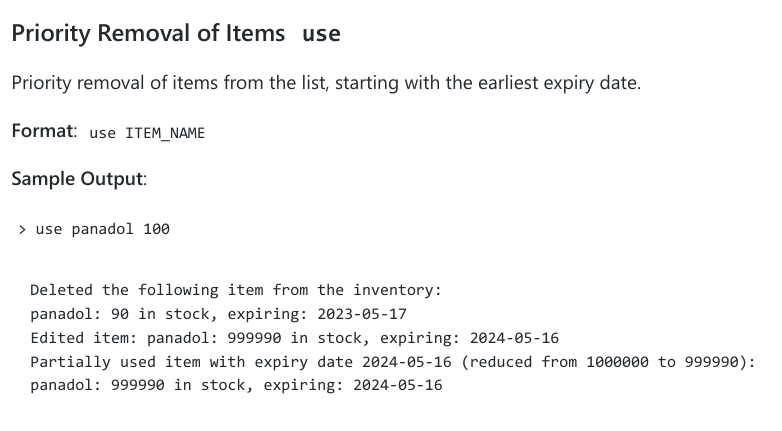 Priority Removal of Items use
Priority removal of items from the list, starting with the earliest expiry date.
Format: use ITEM_NAME
Sample Output:
> use panadol 100
Deleted the following item from the inventory:
panadol: 90 in stock, expiring: 2023-05-17
Edited item: panadol: 999990 in stock, expiring: 2024-05-16
Partially used item with expiry date 2024-05-16 (reduced from 1000000 to 999990):
panadol: 999990 in stock, expiring: 2024-05-16